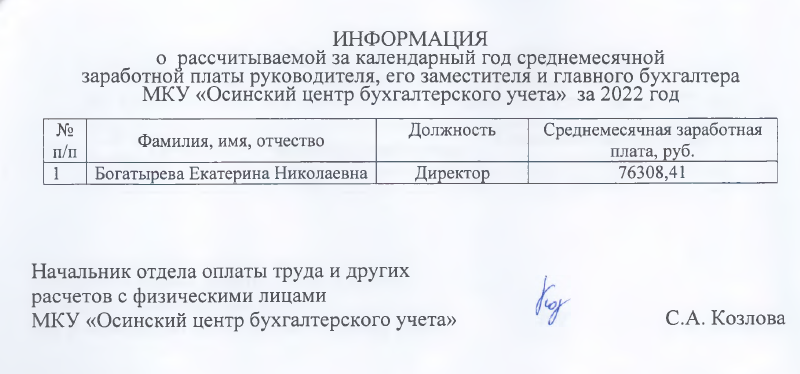 ИНФОРМАЦИЯ
о рассчитываемой за календарный год среднемесячной
заработной платы руководителя, его заместителя и главного бухгалтера
МКУ «Осинский центр бухгалтерского учета» за 2022 год
№ п/п Фамилия, имя, отчество Должность Среднемесячная заработная плата, руб.
1 Богатырева Екатерина Николаевна Директор 76308,41
Начальник отдела оплаты труда и других
расчетов с физическими лицами
МКУ «Осинский центр бухгалтерского учета» С.А. Козлова